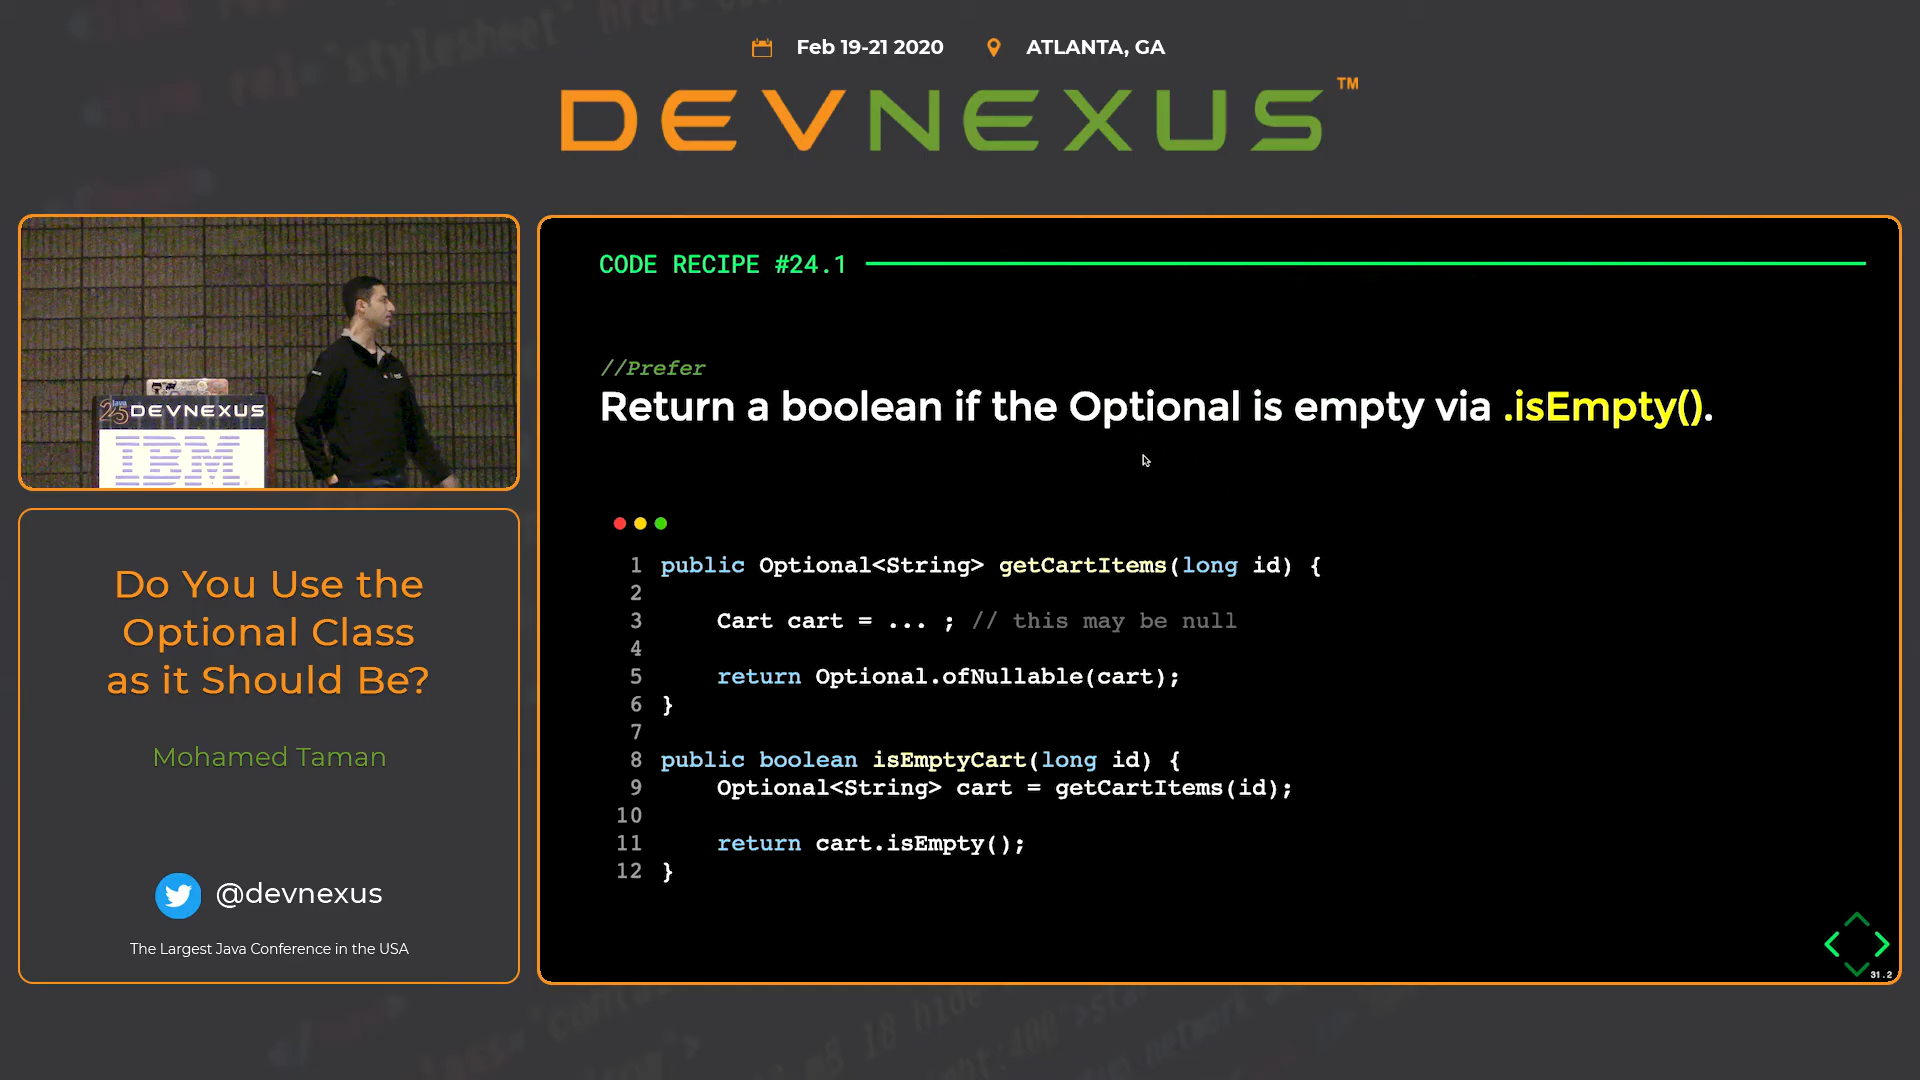 Feb 19-21 2020
ATLANTA, GA
DEVNEXUS™
DEVNEXUS
IBM
Do You Use the
Optional Class
as it Should Be?
Mohamed Taman
@devnexus
The Largest Java Conference in the USA
CODE RECIPE #24.1
//Prefer
Return a boolean if the Optional is empty via .isEmpty().
1 public Optional<String> getCartItems(long id) {
2
3 Cart cart = ... ; // this may be null
4
5 return Optional.ofNullable(cart);
6 }
7
8 public boolean isEmptyCart(long id) {
9 Optional<String> cart = getCartItems(id);
10
11 return cart.isEmpty();
12 }
31.2